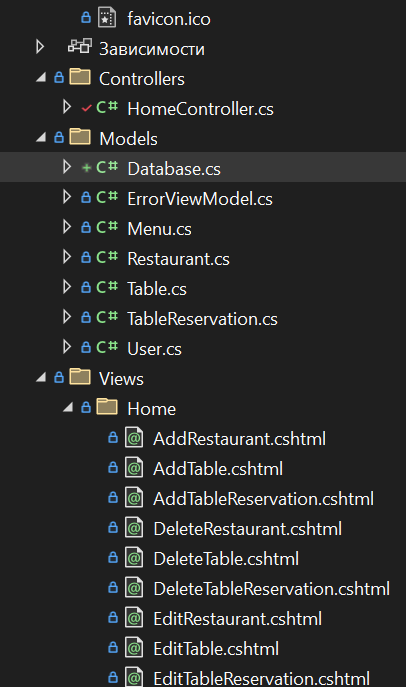 favicon.ico
Зависимости
Controllers
C# HomeController.cs
Models
C# Database.cs
C# ErrorViewModel.cs
C# Menu.cs
C# Restaurant.cs
C# Table.cs
C# TableReservation.cs
C# User.cs
Views
Home
@ AddRestaurant.cshtml
@ AddTable.cshtml
@ AddTableReservation.cshtml
@ DeleteRestaurant.cshtml
@ DeleteTable.cshtml
@ DeleteTableReservation.cshtml
@ EditRestaurant.cshtml
@ EditTable.cshtml
@ EditTableReservation.cshtml